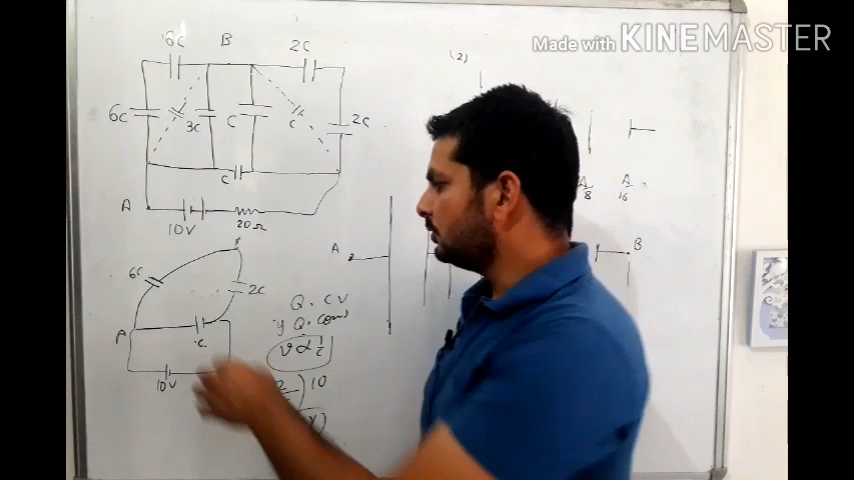 Made with KINEMASTER
6C B 2C
(2)
6C 3C C C 2C
C
A 10V 20Ω
A/8 A/16
6C 2C
A B
A C
10V
Q = CV
if Q = const
V ∝ 1/C
) 10